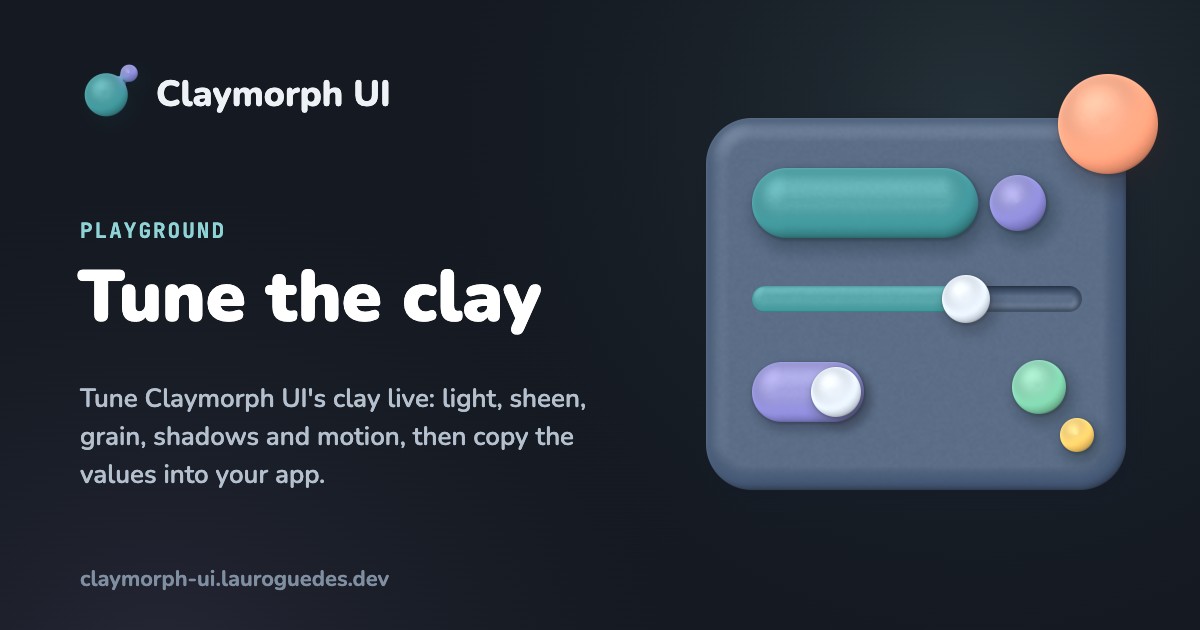 Claymorph UI
PLAYGROUND
Tune the clay
Tune Claymorph UI's clay live: light, sheen,
grain, shadows and motion, then copy the
values into your app.
claymorph-ui.lauroguedes.dev